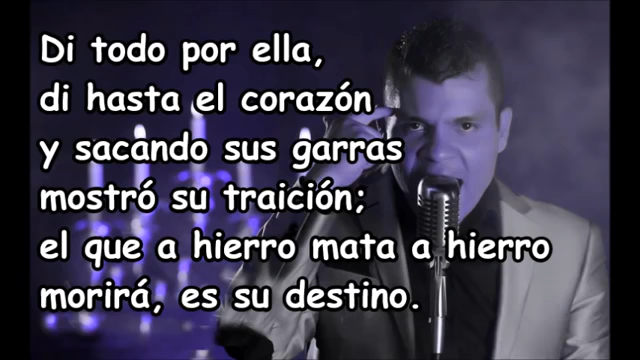 Di todo por ella,
di hasta el corazón
y sacando sus garras
mostró su traición;
el que a hierro mata a hierro
morirá, es su destino.